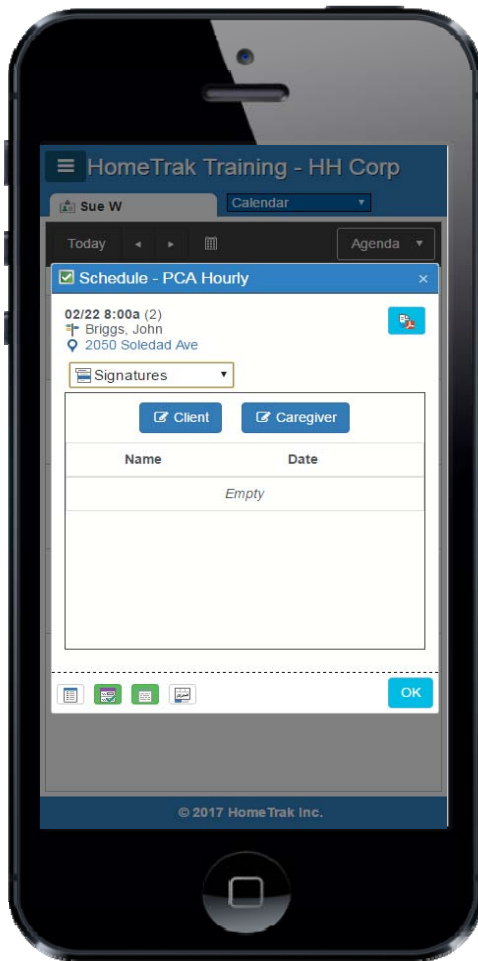 HomeTrak Training - HH Corp
Sue W
Calendar
Today
Agenda
Schedule - PCA Hourly
×
02/22 8:00a (2)
Briggs, John
2050 Soledad Ave
Signatures
Client
Caregiver
Name Date
Empty
OK
© 2017 HomeTrak Inc.